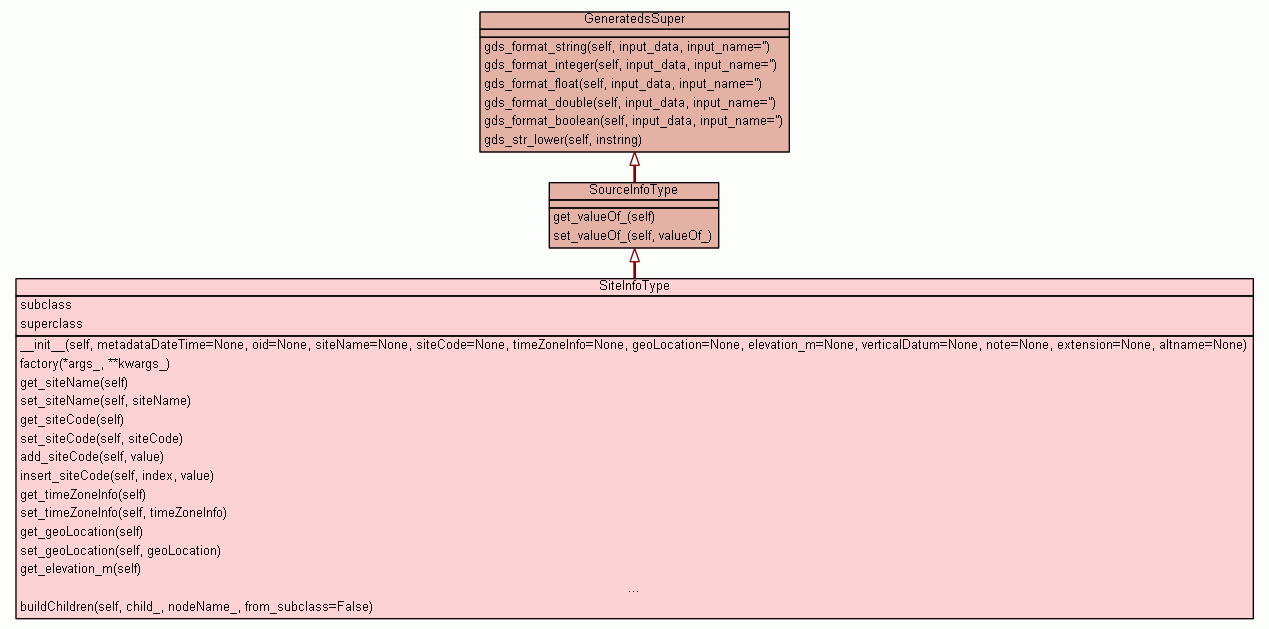 GeneratedsSuper
gds_format_string(self, input_data, input_name='')
gds_format_integer(self, input_data, input_name='')
gds_format_float(self, input_data, input_name='')
gds_format_double(self, input_data, input_name='')
gds_format_boolean(self, input_data, input_name='')
gds_str_lower(self, instring)
SourceInfoType
get_valueOf_(self)
set_valueOf_(self, valueOf_)
SiteInfoType
subclass
superclass
__init__(self, metadataDateTime=None, oid=None, siteName=None, siteCode=None, timeZoneInfo=None, geoLocation=None, elevation_m=None, verticalDatum=None, note=None, extension=None, altname=None)
factory(*args_, **kwargs_)
get_siteName(self)
set_siteName(self, siteName)
get_siteCode(self)
set_siteCode(self, siteCode)
add_siteCode(self, value)
insert_siteCode(self, index, value)
get_timeZoneInfo(self)
set_timeZoneInfo(self, timeZoneInfo)
get_geoLocation(self)
set_geoLocation(self, geoLocation)
get_elevation_m(self)
...
buildChildren(self, child_, nodeName_, from_subclass=False)